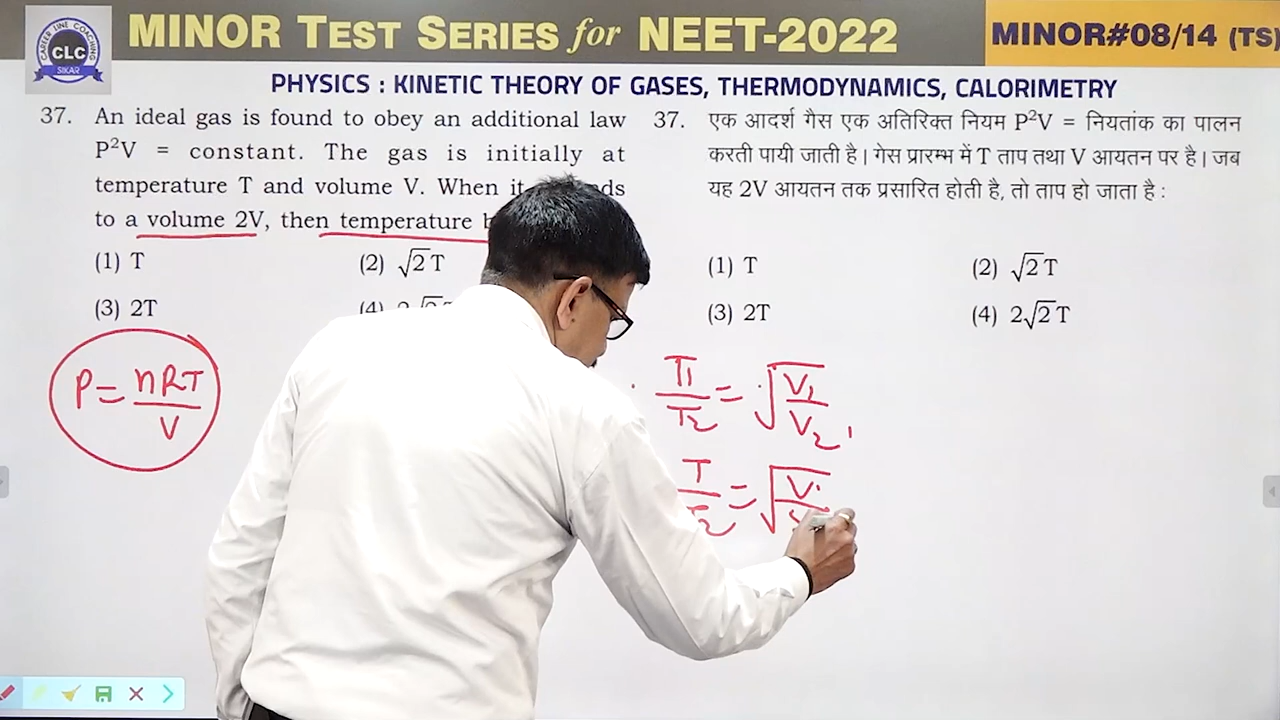 CAREER LINE COACHING
CLC
SIKAR
MINOR TEST SERIES for NEET-2022
MINOR#08/14 (TS)
PHYSICS : KINETIC THEORY OF GASES, THERMODYNAMICS, CALORIMETRY
37. An ideal gas is found to obey an additional law
P²V = constant. The gas is initially at
temperature T and volume V. When it
to a volume 2V, then temperature
(1) T (2) √2T
(3) 2T (4)
37. एक आदर्श गैस एक अतिरिक्त नियम P²V = नियतांक का पालन
करती पायी जाती है। गेस प्रारम्भ में T ताप तथा V आयतन पर है। जब
यह 2V आयतन तक प्रसारित होती है, तो ताप हो जाता है :
(1) T (2) √2T
(3) 2T (4) 2√2T
P = nRT/V
T₁/T₂ = √V₁/V₂